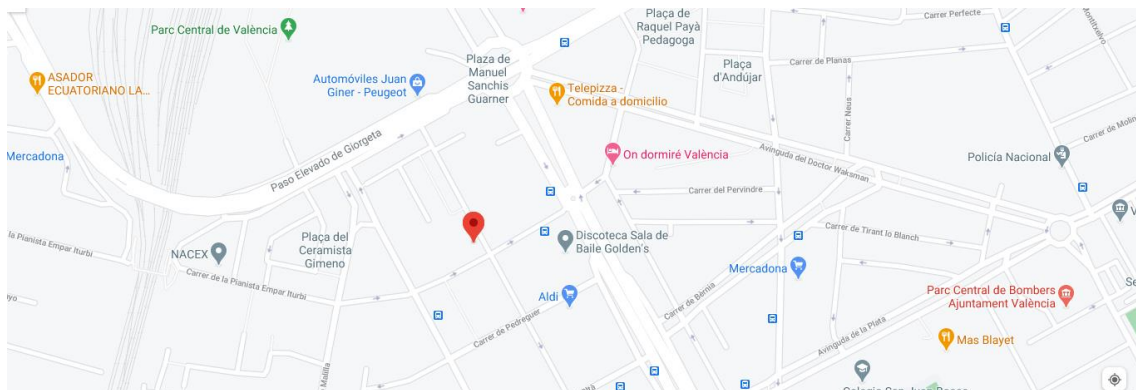 Parc Central de València
Plaça de
Raquel Payà
Pedagoga
Carrer Perfecte
Montitxelvo
Plaza de
Manuel
Sanchis
Guarner
Carrer de Planas
Plaça
d'Andújar
ASADOR
ECUATORIANO LA...
Automóviles Juan
Giner - Peugeot
Telepizza -
Comida a domicilio
Carrer Neus
Carrer de Molin
Mercadona
Paso Elevado de Giorgeta
On dormiré València
Avinguda del Doctor Waksman
Policía Nacional
Carrer del Pervindre
V
Plaça del
Ceramista
Gimeno
NACEX
la Pianista Empar Iturbi
Carrer de la Pianista Empar Iturbi
Discoteca Sala de
Baile Golden's
Carrer de Tirant lo Blanch
Mercadona
Aldi
Carrer de Bèrnia
Parc Central de Bombers
Ajuntament València
Se
Carrer de Pedreguer
Avinguda de la Plata
Mas Blayet
Malilla